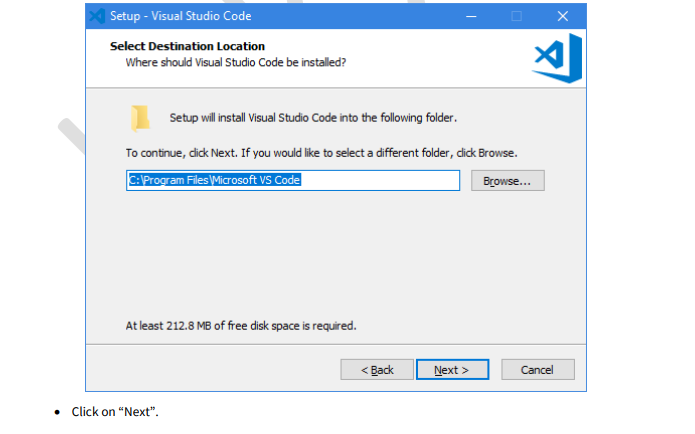 Setup - Visual Studio Code
Select Destination Location
Where should Visual Studio Code be installed?
Setup will install Visual Studio Code into the following folder.
To continue, click Next. If you would like to select a different folder, click Browse.
C:\Program Files\Microsoft VS Code
Browse...
At least 212.8 MB of free disk space is required.
< Back
Next >
Cancel
• Click on “Next”.